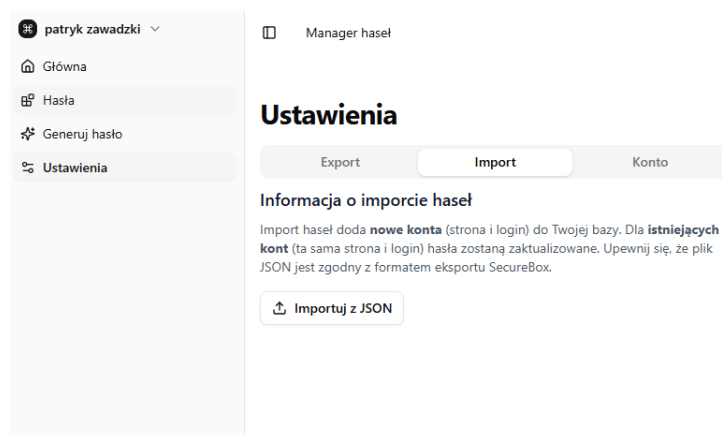 patryk zawadzki
Główna
Hasła
Generuj hasło
Ustawienia
Manager haseł
Ustawienia
Export Import Konto
Informacja o imporcie haseł
Import haseł doda nowe konta (strona i login) do Twojej bazy. Dla istniejących
kont (ta sama strona i login) hasła zostaną zaktualizowane. Upewnij się, że plik
JSON jest zgodny z formatem eksportu SecureBox.
Importuj z JSON